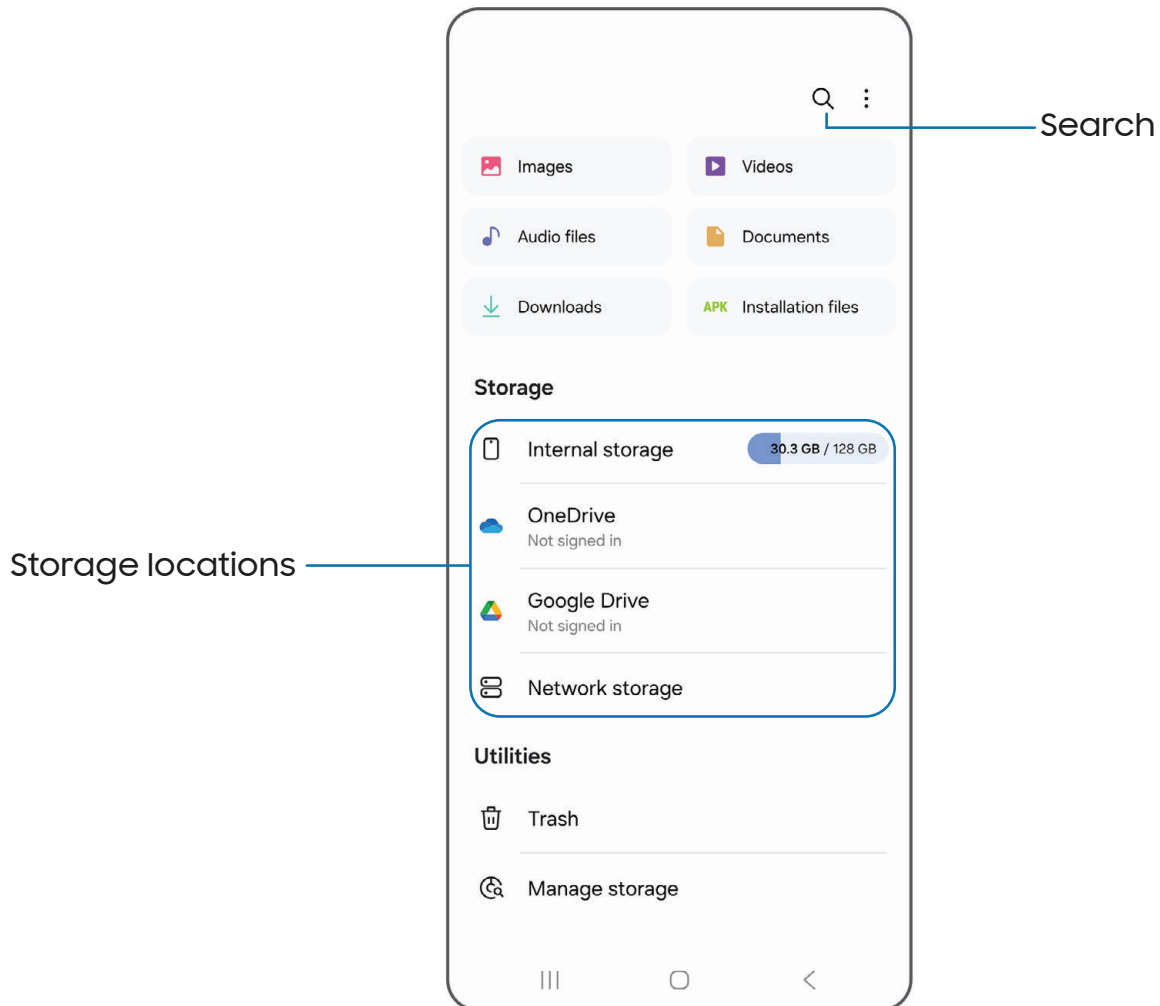 Search
Images
Videos
Audio files
Documents
Downloads
APK Installation files
Storage
Internal storage 30.3 GB / 128 GB
OneDrive
Not signed in
Storage locations
Google Drive
Not signed in
Network storage
Utilities
Trash
Manage storage